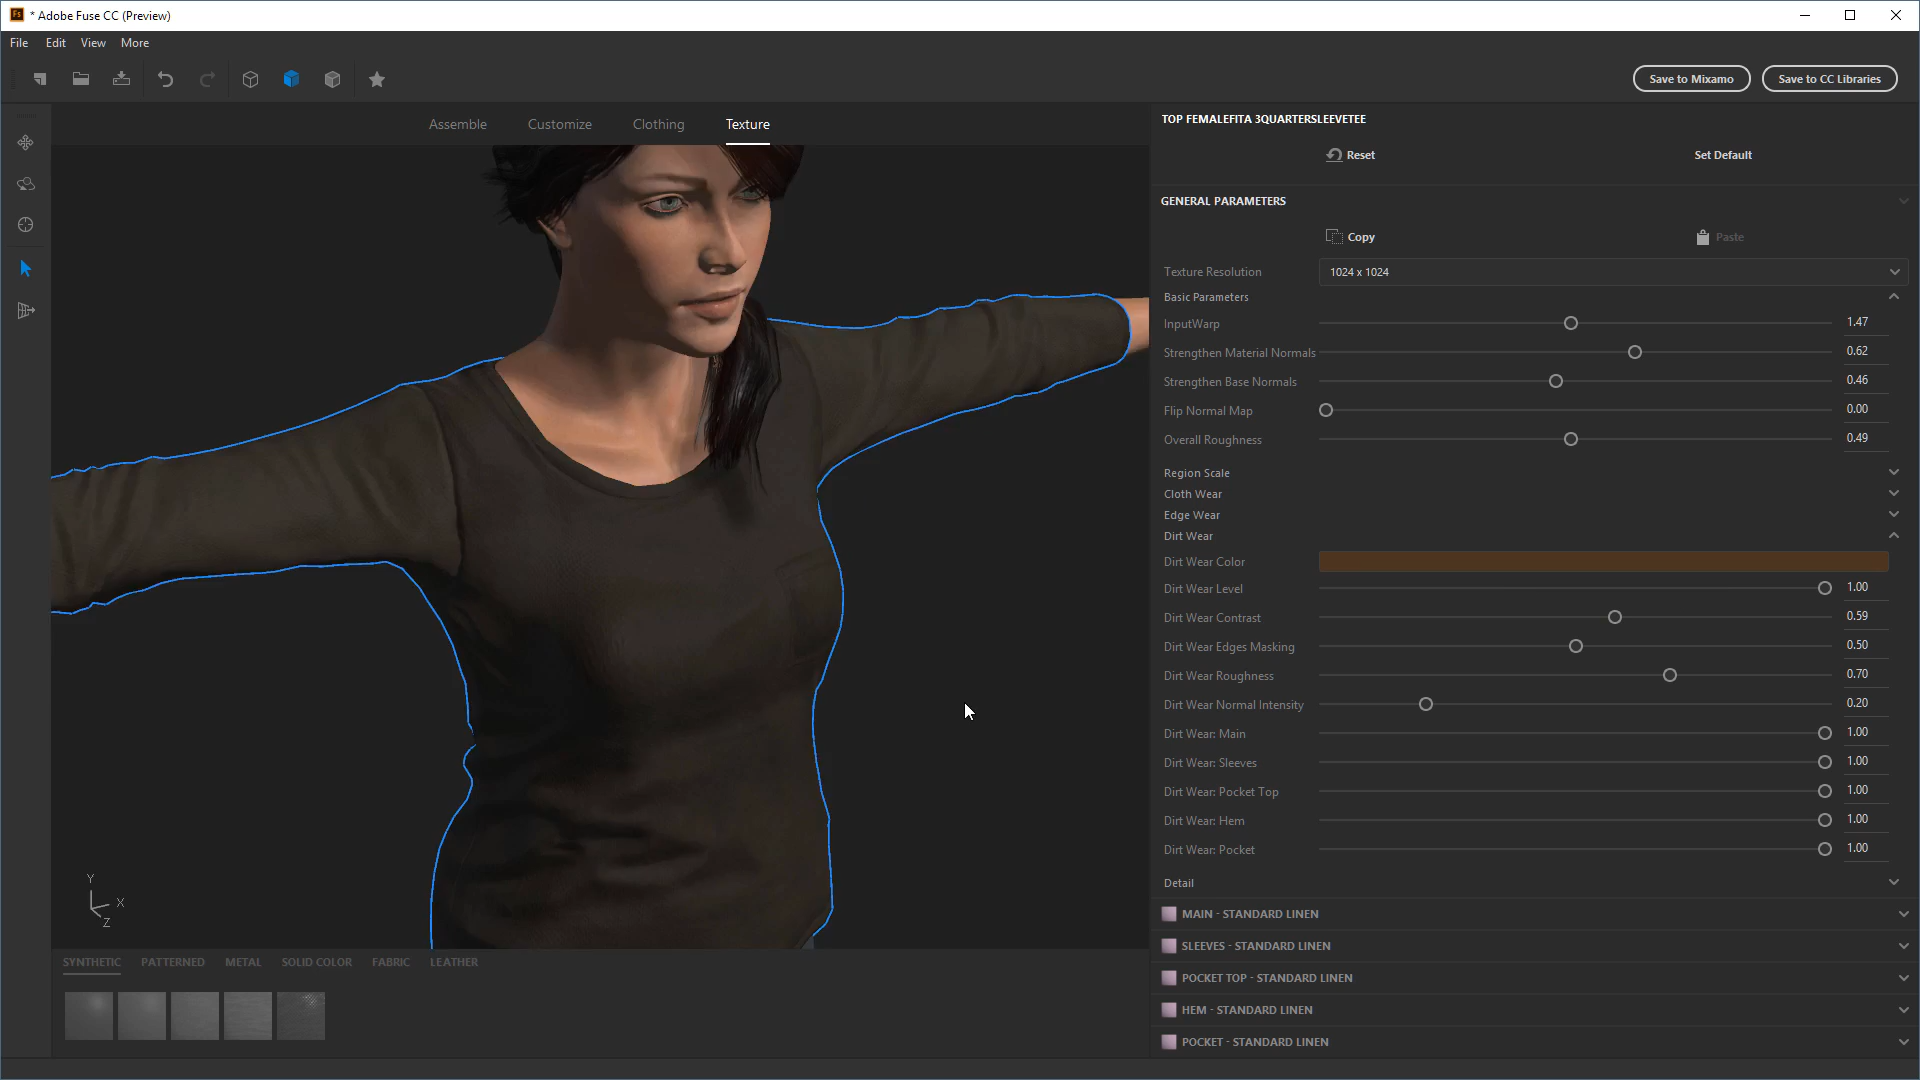 Fs * Adobe Fuse CC (Preview)
File Edit View More
Save to Mixamo Save to CC Libraries
Assemble Customize Clothing Texture
TOP FEMALEFITA 3QUARTERSLEEVETEE
Reset Set Default
GENERAL PARAMETERS
Copy Paste
Texture Resolution 1024 x 1024
Basic Parameters
InputWarp 1.47
Strengthen Material Normals 0.62
Strengthen Base Normals 0.46
Flip Normal Map 0.00
Overall Roughness 0.49
Region Scale
Cloth Wear
Edge Wear
Dirt Wear
Dirt Wear Color
Dirt Wear Level 1.00
Dirt Wear Contrast 0.59
Dirt Wear Edges Masking 0.50
Dirt Wear Roughness 0.70
Dirt Wear Normal Intensity 0.20
Dirt Wear: Main 1.00
Dirt Wear: Sleeves 1.00
Dirt Wear: Pocket Top 1.00
Dirt Wear: Hem 1.00
Dirt Wear: Pocket 1.00
Detail
MAIN - STANDARD LINEN
SLEEVES - STANDARD LINEN
POCKET TOP - STANDARD LINEN
HEM - STANDARD LINEN
POCKET - STANDARD LINEN
Y
X
Z
SYNTHETIC PATTERNED METAL SOLID COLOR FABRIC LEATHER